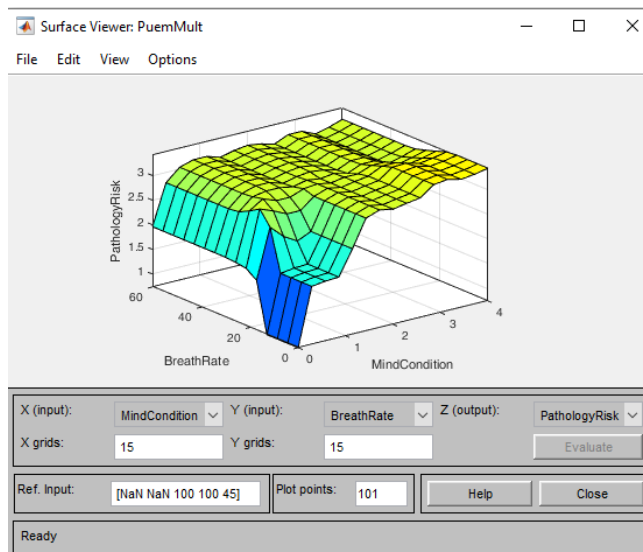 Surface Viewer: PuemMult
File Edit View Options
PathologyRisk
3
2.5
2
1.5
1
60
40
20
0
BreathRate
0
1
2
3
4
MindCondition
X (input): MindCondition Y (input): BreathRate Z (output): PathologyRisk
X grids: 15 Y grids: 15 Evaluate
Ref. Input: [NaN NaN 100 100 45] Plot points: 101 Help Close
Ready